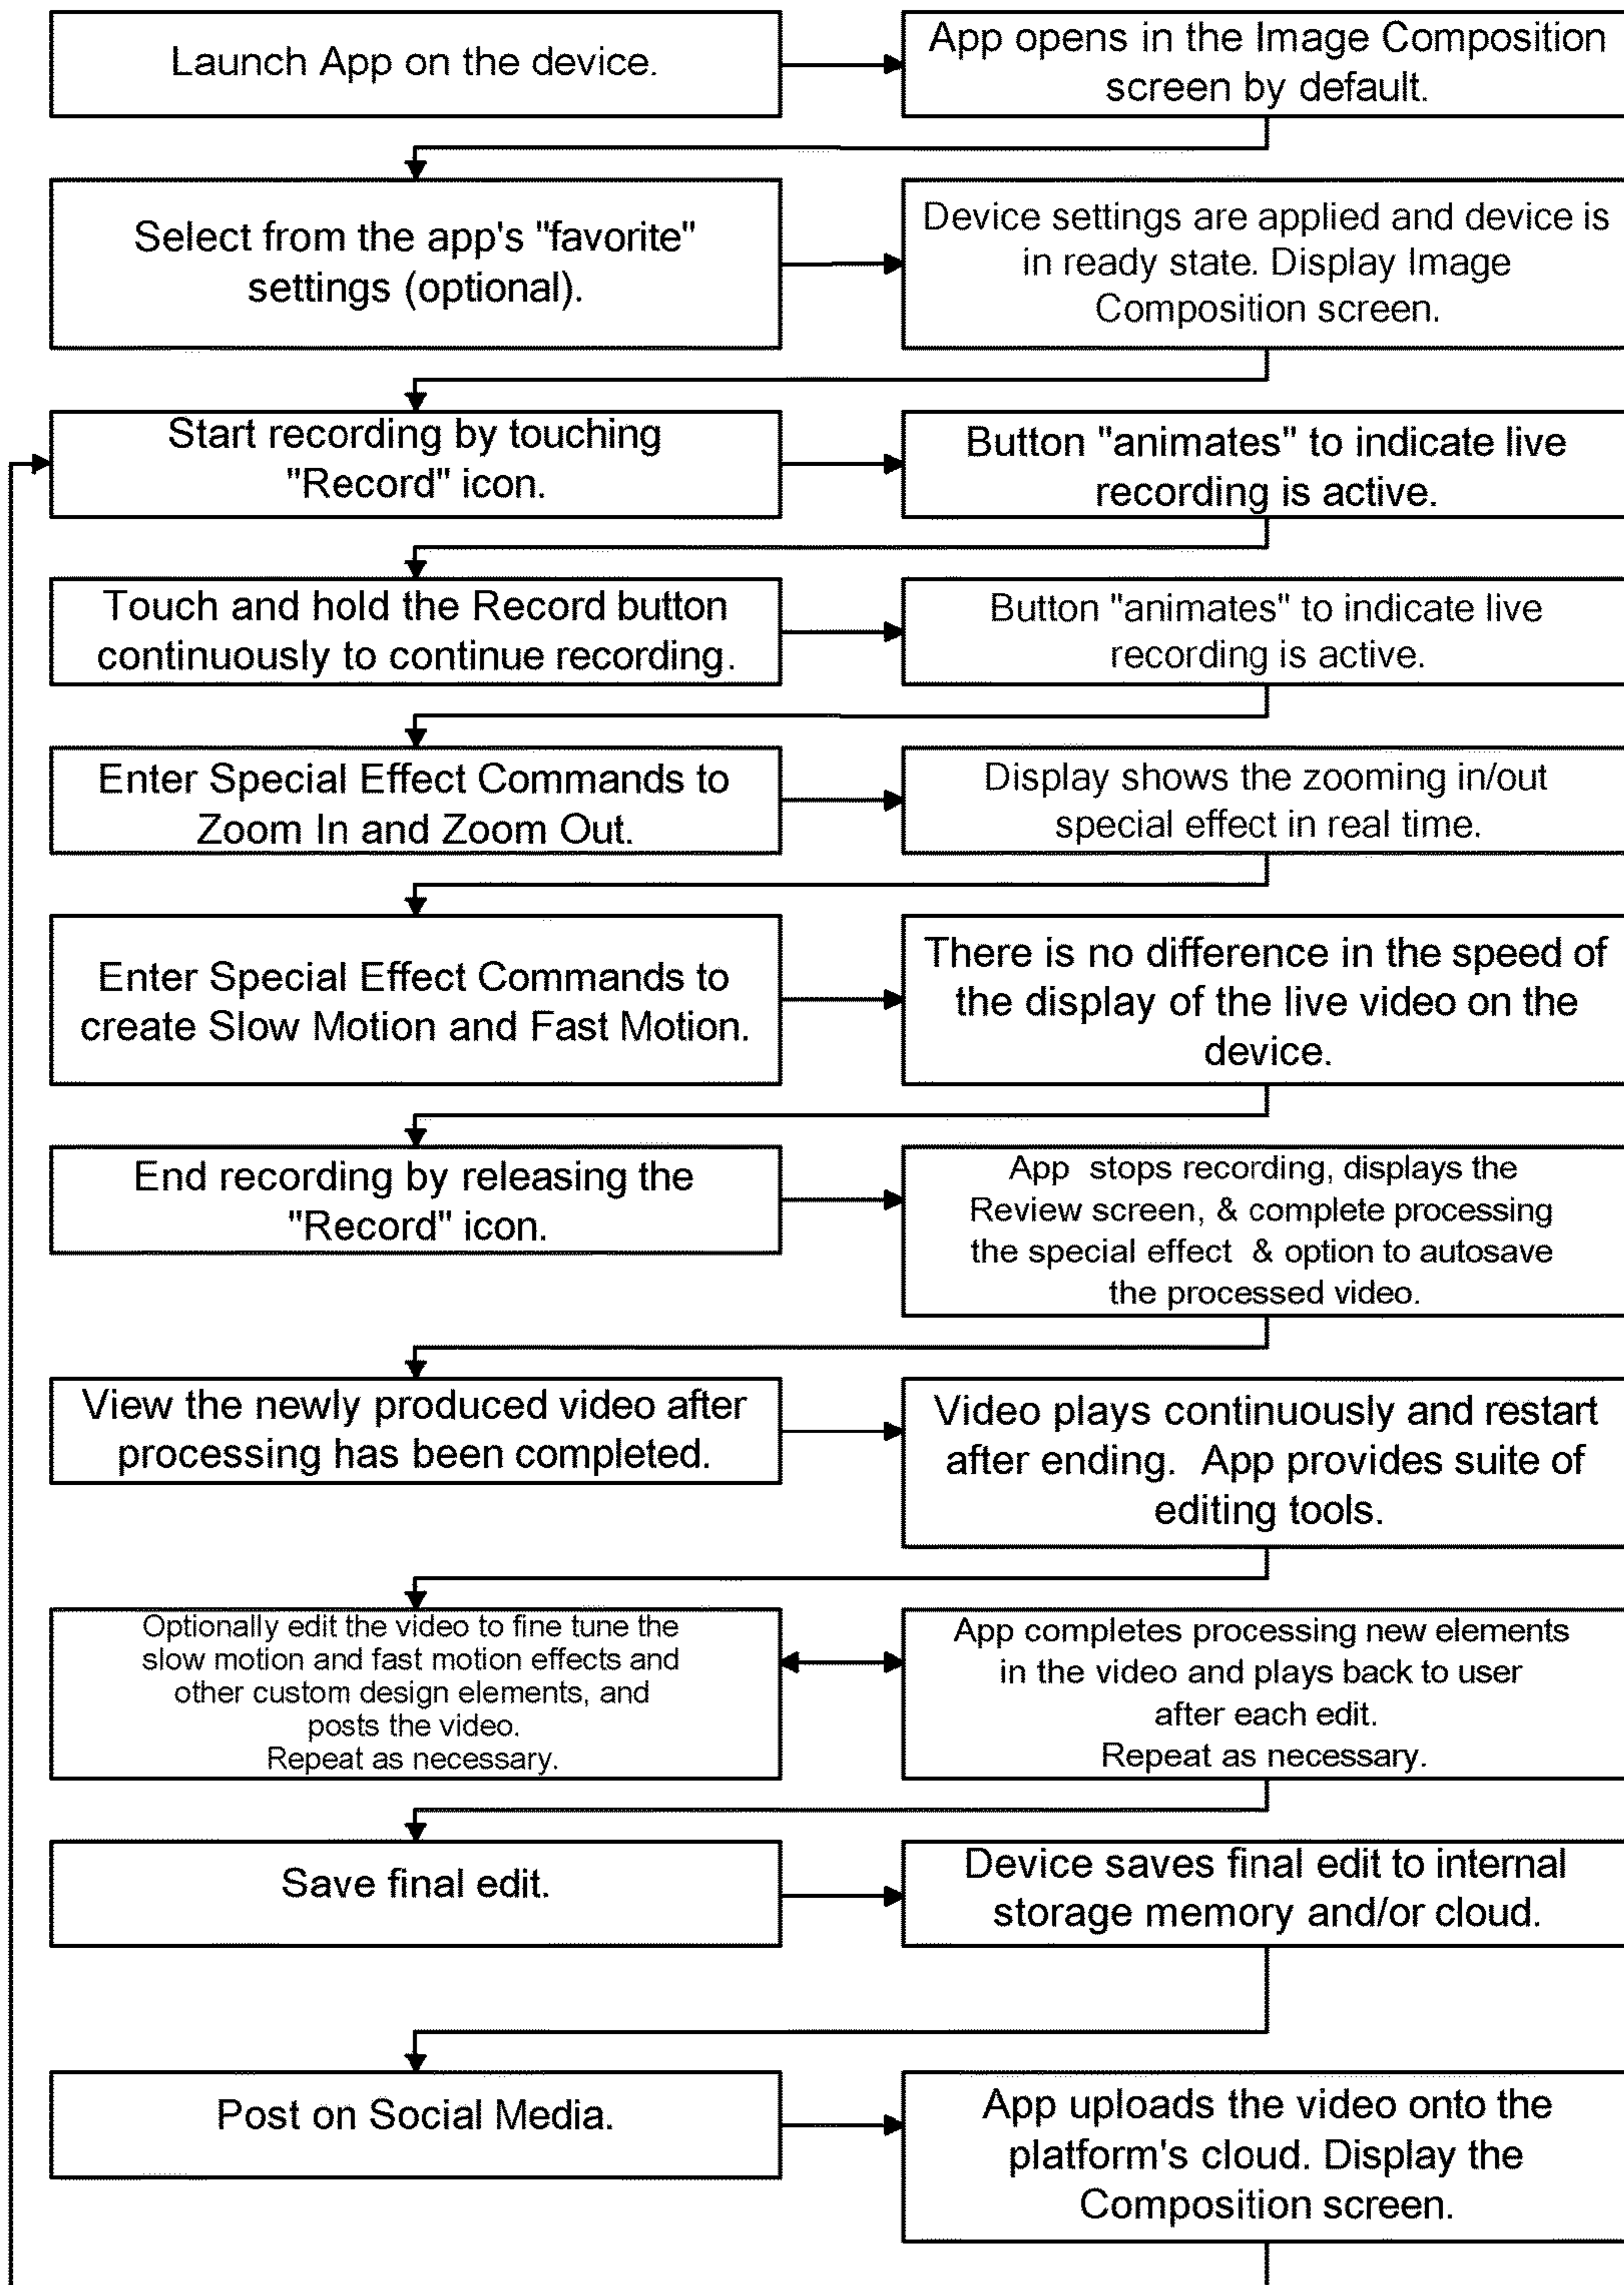 Launch App on the device.
App opens in the Image Composition
screen by default.
Select from the app's "favorite"
settings (optional).
Device settings are applied and device is
in ready state. Display Image
Composition screen.
Start recording by touching
"Record" icon.
Button "animates" to indicate live
recording is active.
Touch and hold the Record button
continuously to continue recording.
Button "animates" to indicate live
recording is active.
Enter Special Effect Commands to
Zoom In and Zoom Out.
Display shows the zooming in/out
special effect in real time.
Enter Special Effect Commands to
create Slow Motion and Fast Motion.
There is no difference in the speed of
the display of the live video on the
device.
End recording by releasing the
"Record" icon.
App stops recording, displays the
Review screen, & complete processing
the special effect & option to autosave
the processed video.
View the newly produced video after
processing has been completed.
Video plays continuously and restart
after ending. App provides suite of
editing tools.
Optionally edit the video to fine tune the
slow motion and fast motion effects and
other custom design elements, and
posts the video.
Repeat as necessary.
App completes processing new elements
in the video and plays back to user
after each edit.
Repeat as necessary.
Save final edit.
Device saves final edit to internal
storage memory and/or cloud.
Post on Social Media.
App uploads the video onto the
platform's cloud. Display the
Composition screen.